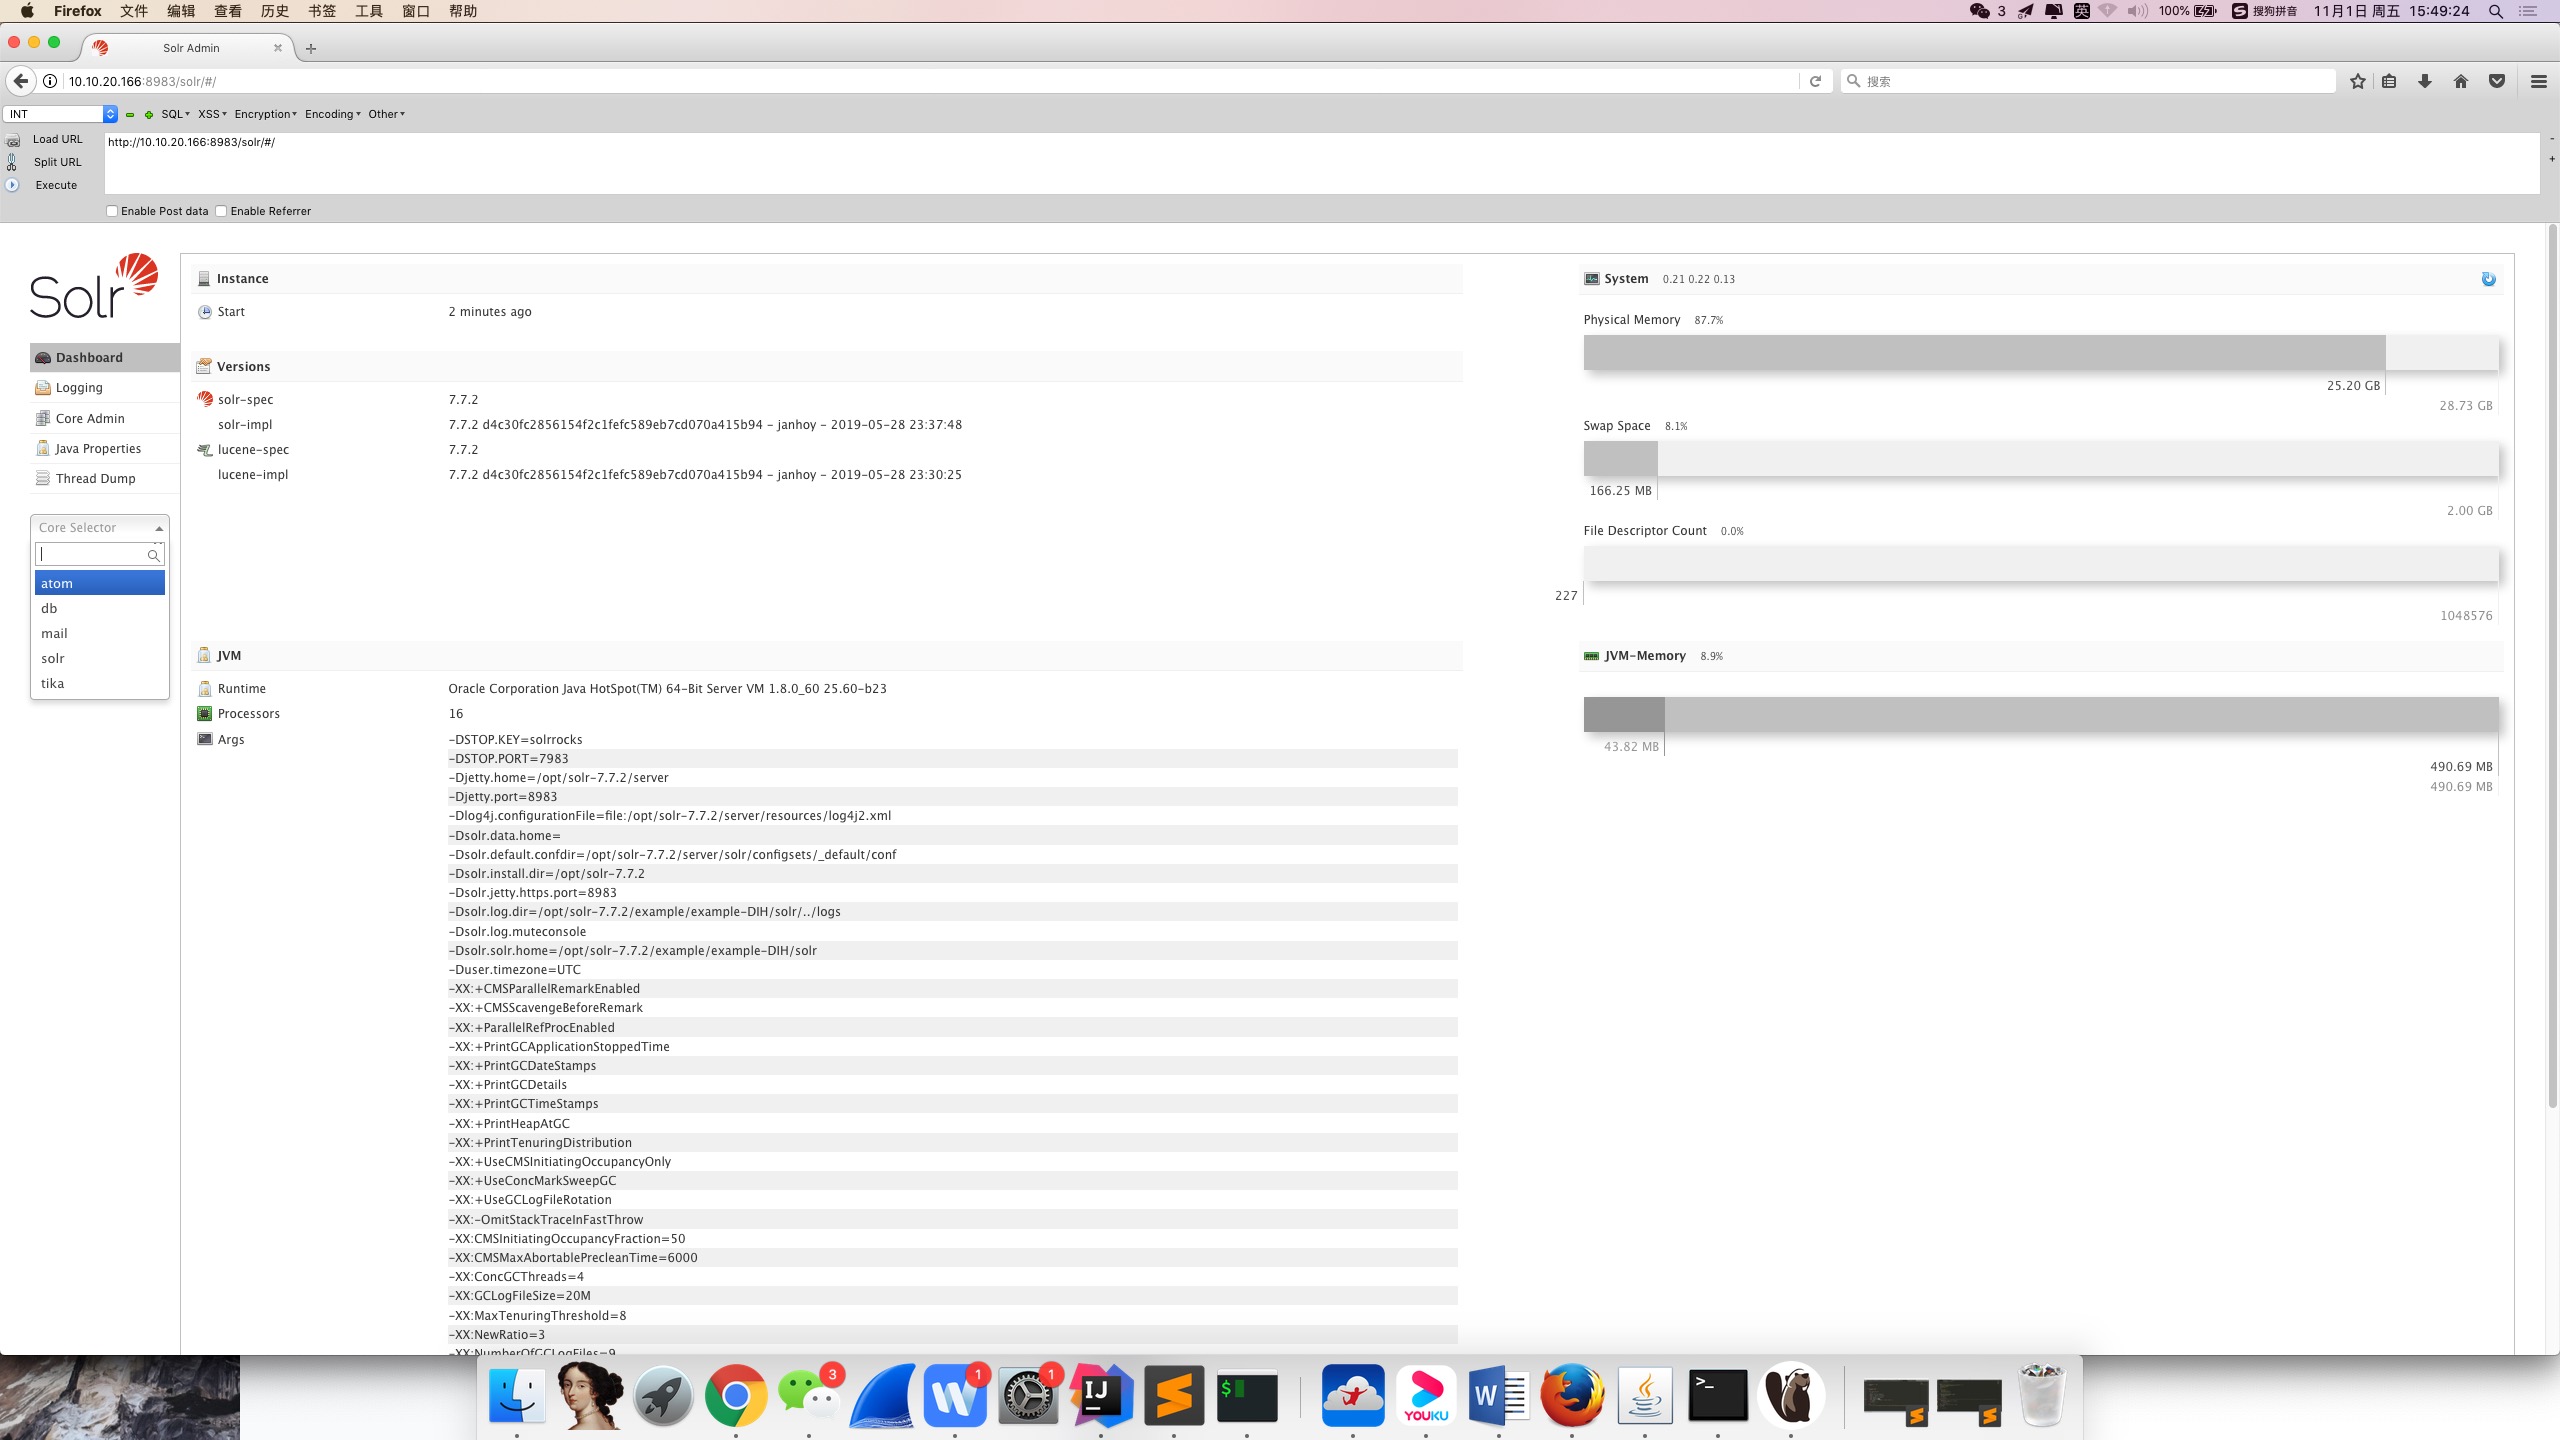 Firefox 文件 编辑 查看 历史 书签 工具 窗口 帮助 3 英 100% 搜狗拼音 11月1日 周五 15:49:24
Solr Admin
10.10.20.166:8983/solr/#/ 搜索
INT SQL XSS Encryption Encoding Other
Load URL http://10.10.20.166:8983/solr/#/
Split URL
Execute
Enable Post data Enable Referrer
Solr
Dashboard
Logging
Core Admin
Java Properties
Thread Dump
Core Selector
atom
db
mail
solr
tika
Instance
Start 2 minutes ago
Versions
solr-spec 7.7.2
solr-impl 7.7.2 d4c30fc2856154f2c1fefc589eb7cd070a415b94 - janhoy - 2019-05-28 23:37:48
lucene-spec 7.7.2
lucene-impl 7.7.2 d4c30fc2856154f2c1fefc589eb7cd070a415b94 - janhoy - 2019-05-28 23:30:25
JVM
Runtime Oracle Corporation Java HotSpot(TM) 64-Bit Server VM 1.8.0_60 25.60-b23
Processors 16
Args -DSTOP.KEY=solrrocks
-DSTOP.PORT=7983
-Djetty.home=/opt/solr-7.7.2/server
-Djetty.port=8983
-Dlog4j.configurationFile=file:/opt/solr-7.7.2/server/resources/log4j2.xml
-Dsolr.data.home=
-Dsolr.default.confdir=/opt/solr-7.7.2/server/solr/configsets/_default/conf
-Dsolr.install.dir=/opt/solr-7.7.2
-Dsolr.jetty.https.port=8983
-Dsolr.log.dir=/opt/solr-7.7.2/example/example-DIH/solr/../logs
-Dsolr.log.muteconsole
-Dsolr.solr.home=/opt/solr-7.7.2/example/example-DIH/solr
-Duser.timezone=UTC
-XX:+CMSParallelRemarkEnabled
-XX:+CMSScavengeBeforeRemark
-XX:+ParallelRefProcEnabled
-XX:+PrintGCApplicationStoppedTime
-XX:+PrintGCDateStamps
-XX:+PrintGCDetails
-XX:+PrintGCTimeStamps
-XX:+PrintHeapAtGC
-XX:+PrintTenuringDistribution
-XX:+UseCMSInitiatingOccupancyOnly
-XX:+UseConcMarkSweepGC
-XX:+UseGCLogFileRotation
-XX:-OmitStackTraceInFastThrow
-XX:CMSInitiatingOccupancyFraction=50
-XX:CMSMaxAbortablePrecleanTime=6000
-XX:ConcGCThreads=4
-XX:GCLogFileSize=20M
-XX:MaxTenuringThreshold=8
-XX:NewRatio=3
-XX:NumberOfGCLogFiles=9
System 0.21 0.22 0.13
Physical Memory 87.7%
25.20 GB
28.73 GB
Swap Space 8.1%
166.25 MB
2.00 GB
File Descriptor Count 0.0%
227
1048576
JVM-Memory 8.9%
43.82 MB
490.69 MB
490.69 MB
3 1 1
IJ YOUKU W